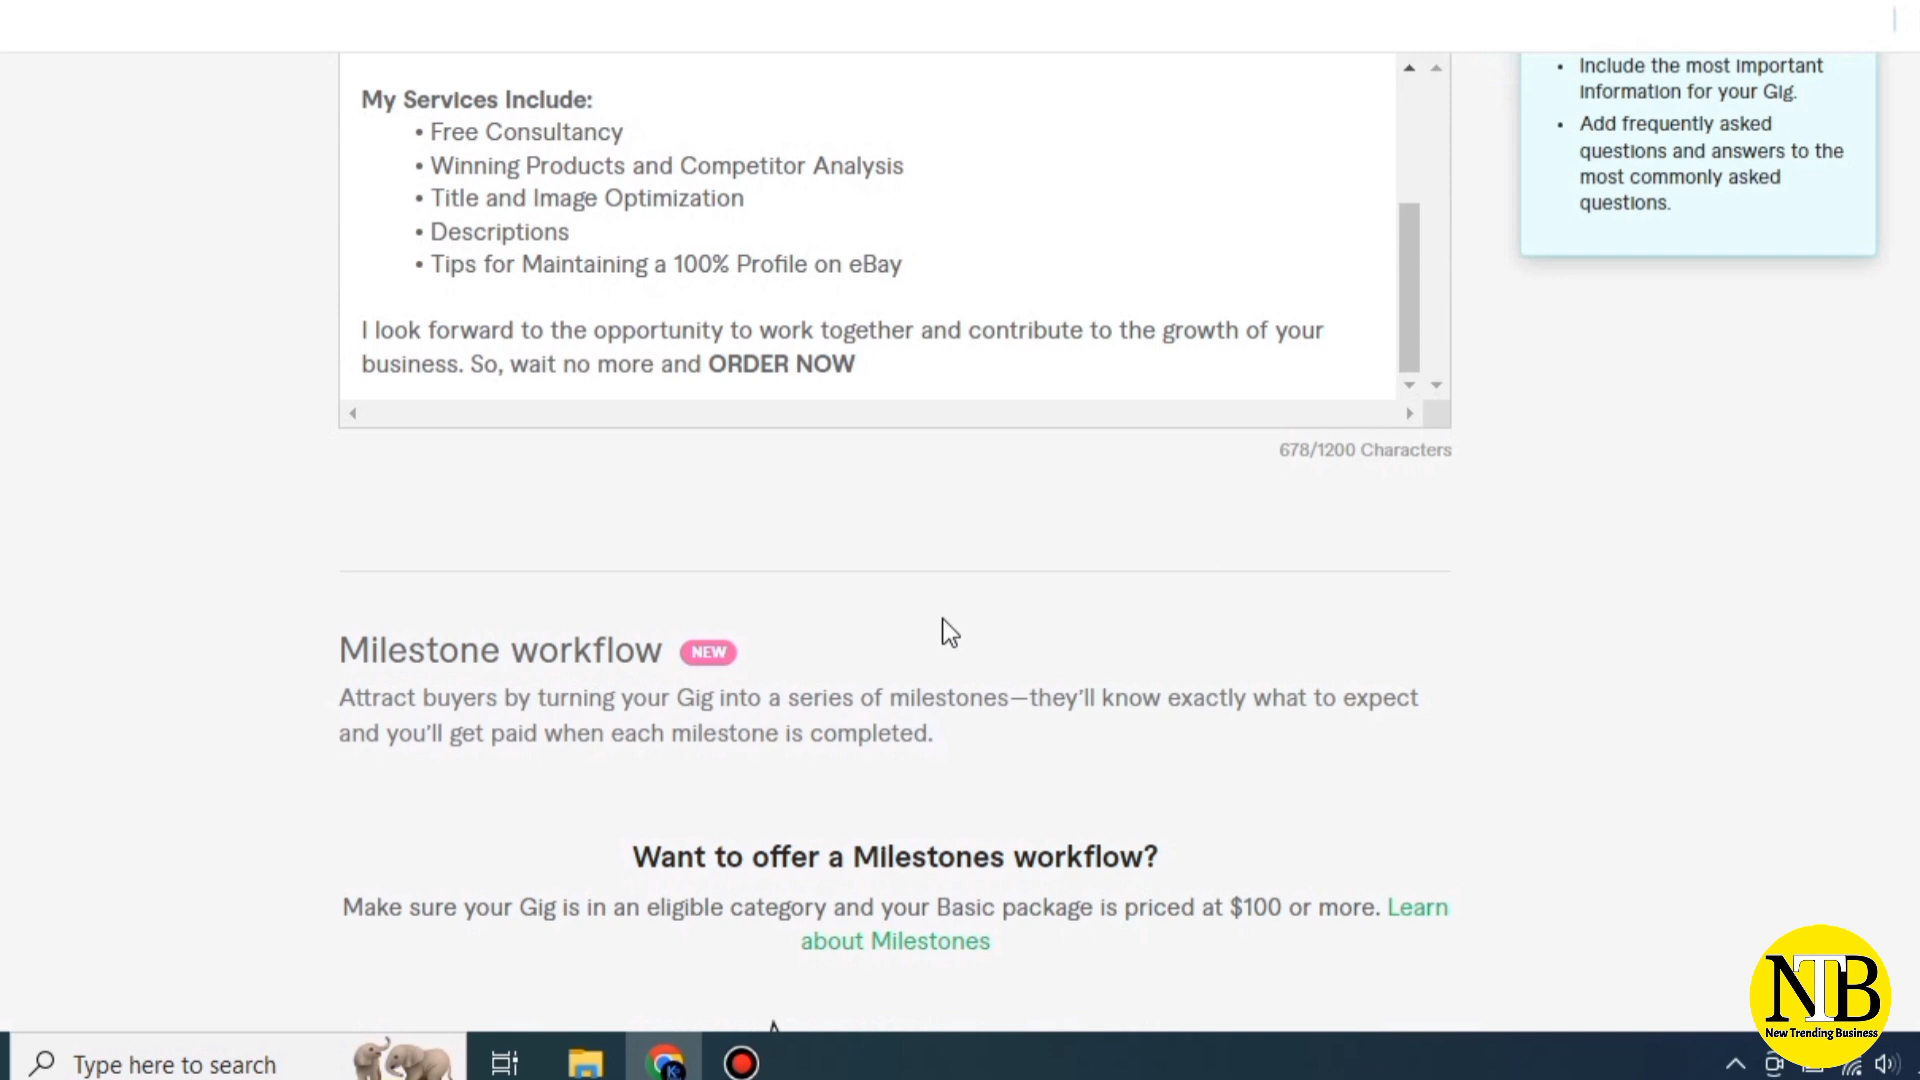 My Services Include:
• Free Consultancy
• Winning Products and Competitor Analysis
• Title and Image Optimization
• Descriptions
• Tips for Maintaining a 100% Profile on eBay
I look forward to the opportunity to work together and contribute to the growth of your
business. So, wait no more and ORDER NOW
678/1200 Characters
• Include the most important
information for your Gig.
• Add frequently asked
questions and answers to the
most commonly asked
questions.
Milestone workflow NEW
Attract buyers by turning your Gig into a series of milestones—they'll know exactly what to expect
and you'll get paid when each milestone is completed.
Want to offer a Milestones workflow?
Make sure your Gig is in an eligible category and your Basic package is priced at $100 or more. Learn
about Milestones
NTB
New Trending Business
Type here to search
K